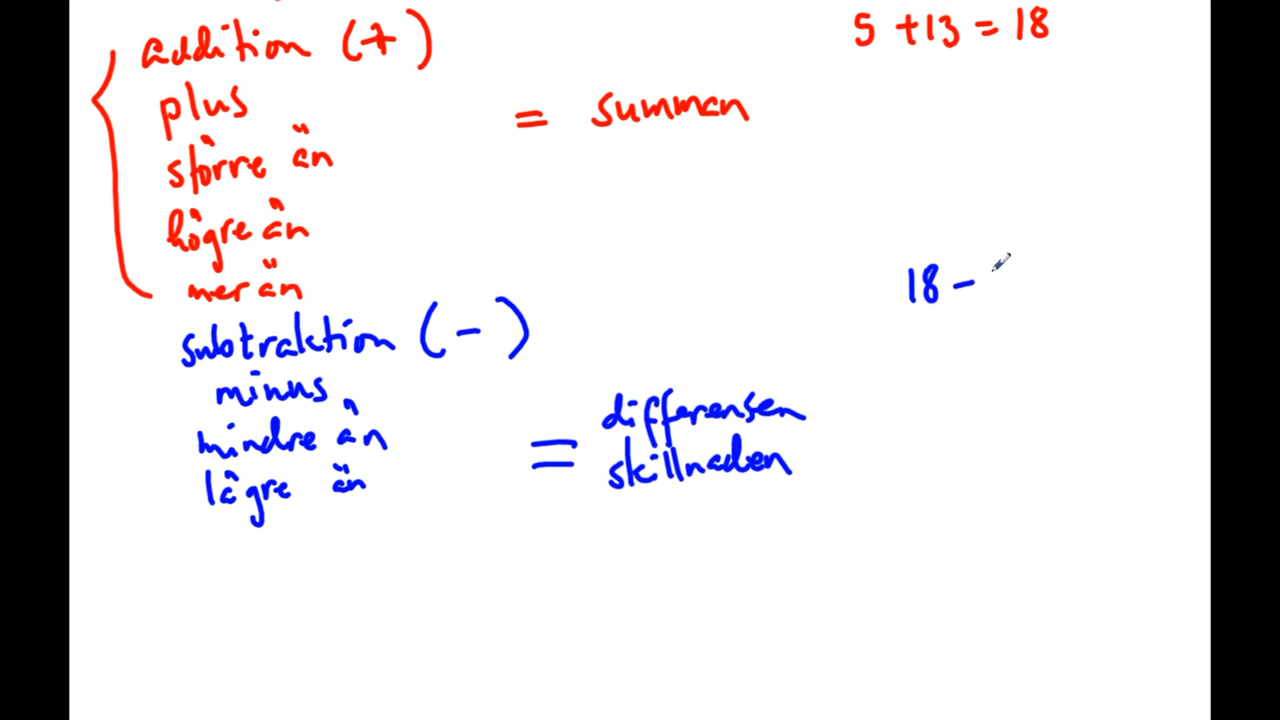 addition (+)
5 + 13 = 18
plus
= summan
större än
högre än
mer än
18 -
subtraktion (-)
minus
mindre än
lägre än
= differensen
skillnaden